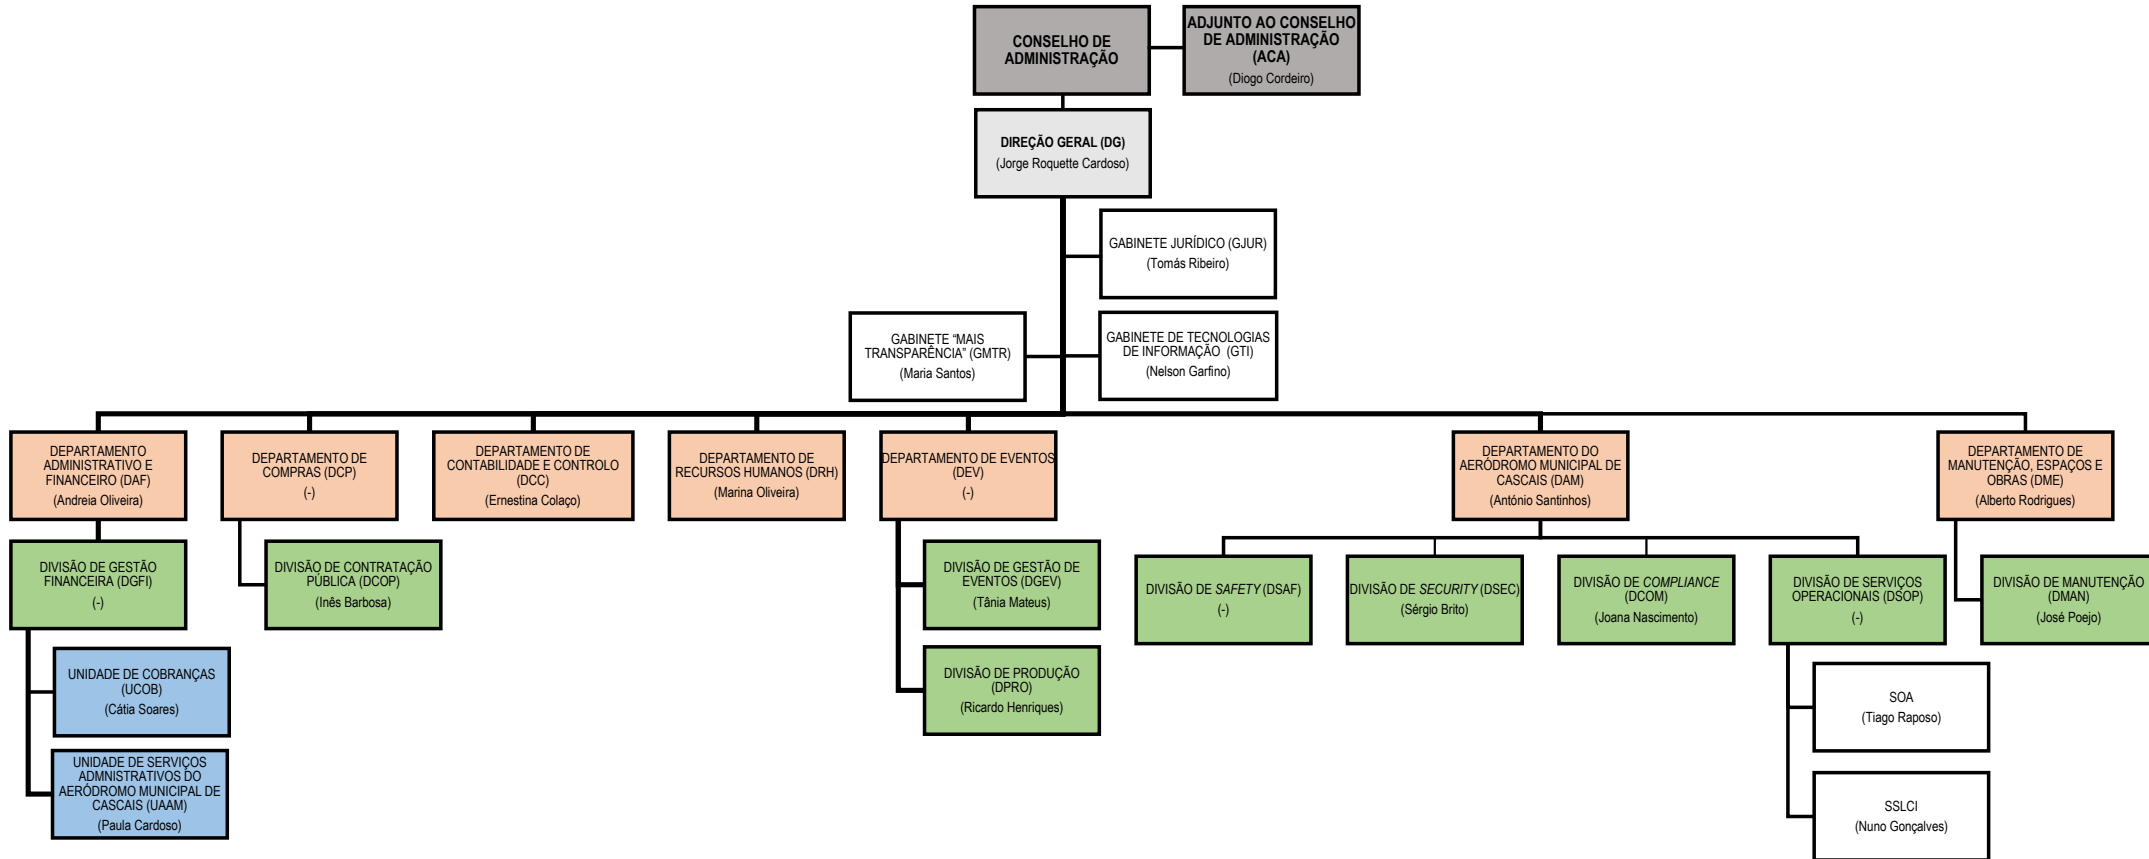 CONSELHO DE
ADMINISTRAÇÃO
ADJUNTO AO CONSELHO
DE ADMINISTRAÇÃO
(ACA)
(Diogo Cordeiro)
DIREÇÃO GERAL (DG)
(Jorge Roquette Cardoso)
GABINETE JURÍDICO (GJUR)
(Tomás Ribeiro)
GABINETE “MAIS
TRANSPARÊNCIA” (GMTR)
(Maria Santos)
GABINETE DE TECNOLOGIAS
DE INFORMAÇÃO (GTI)
(Nelson Garfino)
DEPARTAMENTO
ADMINISTRATIVO E
FINANCEIRO (DAF)
(Andreia Oliveira)
DEPARTAMENTO DE
COMPRAS (DCP)
(-)
DEPARTAMENTO DE
CONTABILIDADE E CONTROLO
(DCC)
(Ernestina Colaço)
DEPARTAMENTO DE
RECURSOS HUMANOS (DRH)
(Marina Oliveira)
DEPARTAMENTO DE EVENTOS
(DEV)
(-)
DEPARTAMENTO DO
AERÓDROMO MUNICIPAL DE
CASCAIS (DAM)
(António Santinhos)
DEPARTAMENTO DE
MANUTENÇÃO, ESPAÇOS E
OBRAS (DME)
(Alberto Rodrigues)
DIVISÃO DE GESTÃO
FINANCEIRA (DGFI)
(-)
DIVISÃO DE CONTRATAÇÃO
PÚBLICA (DCOP)
(Inês Barbosa)
DIVISÃO DE GESTÃO DE
EVENTOS (DGEV)
(Tânia Mateus)
DIVISÃO DE SAFETY (DSAF)
(-)
DIVISÃO DE SECURITY (DSEC)
(Sérgio Brito)
DIVISÃO DE COMPLIANCE
(DCOM)
(Joana Nascimento)
DIVISÃO DE SERVIÇOS
OPERACIONAIS (DSOP)
(-)
DIVISÃO DE MANUTENÇÃO
(DMAN)
(José Poejo)
UNIDADE DE COBRANÇAS
(UCOB)
(Cátia Soares)
DIVISÃO DE PRODUÇÃO
(DPRO)
(Ricardo Henriques)
SOA
(Tiago Raposo)
UNIDADE DE SERVIÇOS
ADMNISTRATIVOS DO
AERÓDROMO MUNICIPAL DE
CASCAIS (UAAM)
(Paula Cardoso)
SSLCI
(Nuno Gonçalves)